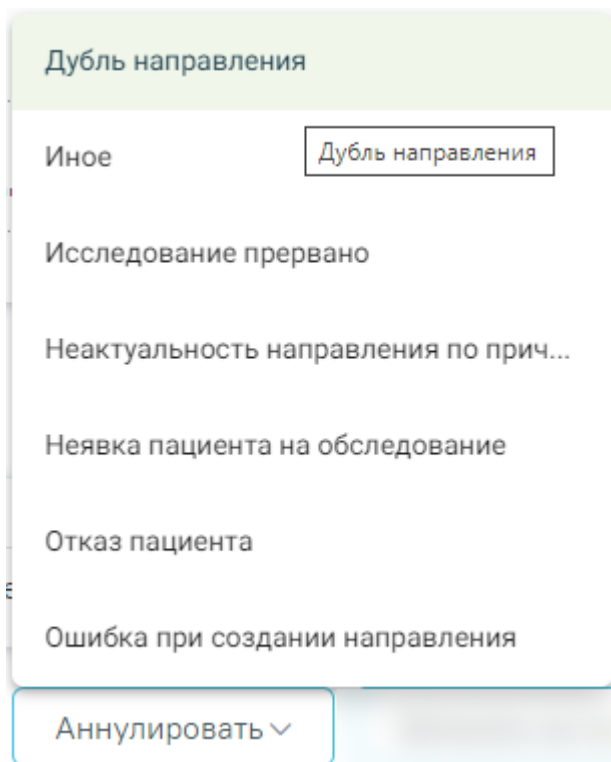 Дубль направления
Иное
Дубль направления
Исследование прервано
Неактуальность направления по прич...
Неявка пациента на обследование
Отказ пациента
Ошибка при создании направления
Аннулировать